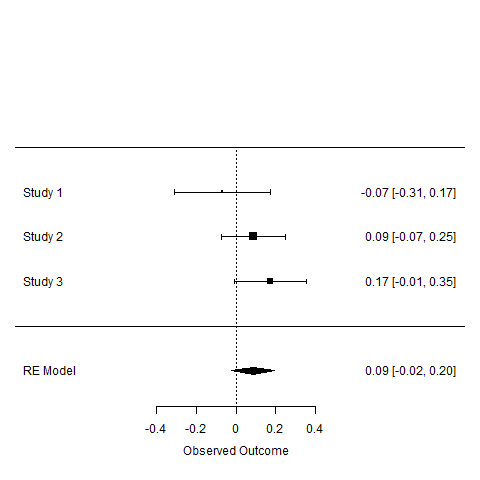 Study 1 -0.07 [-0.31, 0.17]
Study 2 0.09 [-0.07, 0.25]
Study 3 0.17 [-0.01, 0.35]
RE Model 0.09 [-0.02, 0.20]
-0.4 -0.2 0 0.2 0.4
Observed Outcome